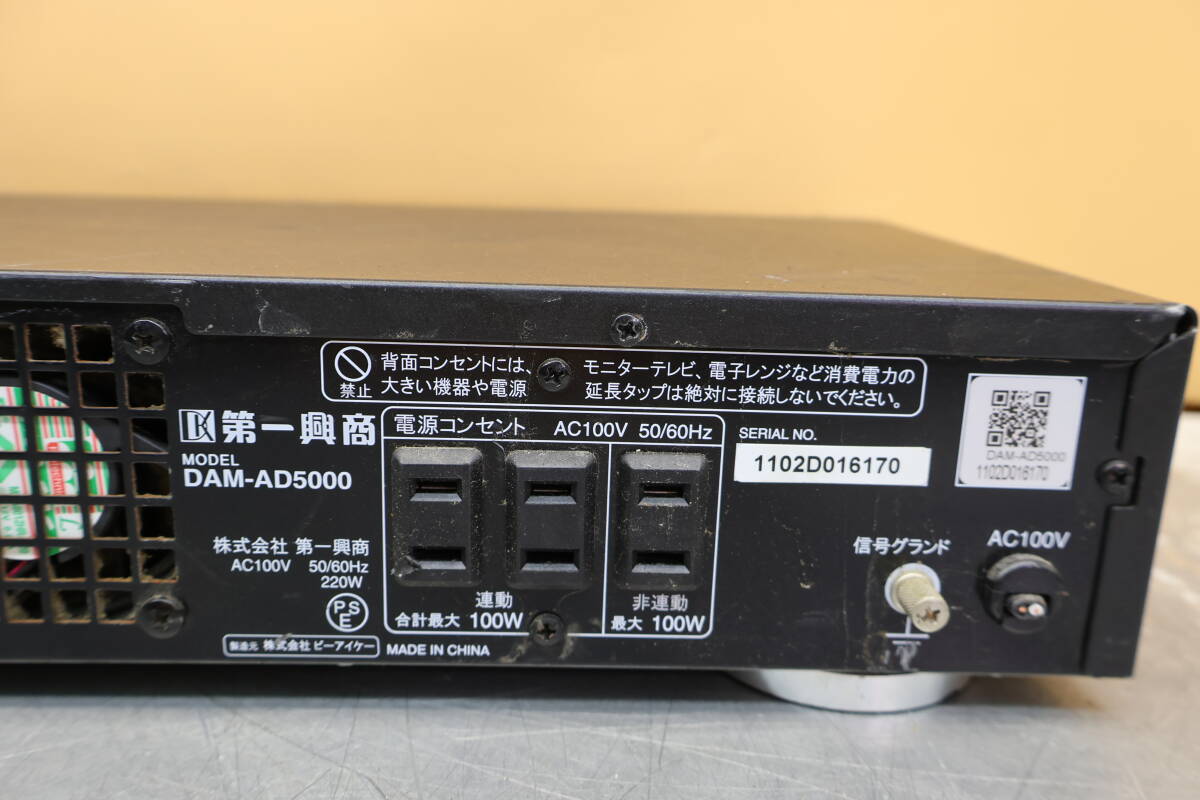 禁止
背面コンセントには、モニターテレビ、電子レンジなど消費電力の
大きい機器や電源延長タップは絶対に接続しないでください。
第一興商
MODEL
DAM-AD5000
株式会社 第一興商
AC100V 50/60Hz
220W
PSE
製造元 株式会社 ビーアイケー
MADE IN CHINA
電源コンセント AC100V 50/60Hz
連動
合計最大 100W
非連動
最大 100W
SERIAL NO.
1102D016170
DAM-AD5000
1102D016170
信号グランド
AC100V